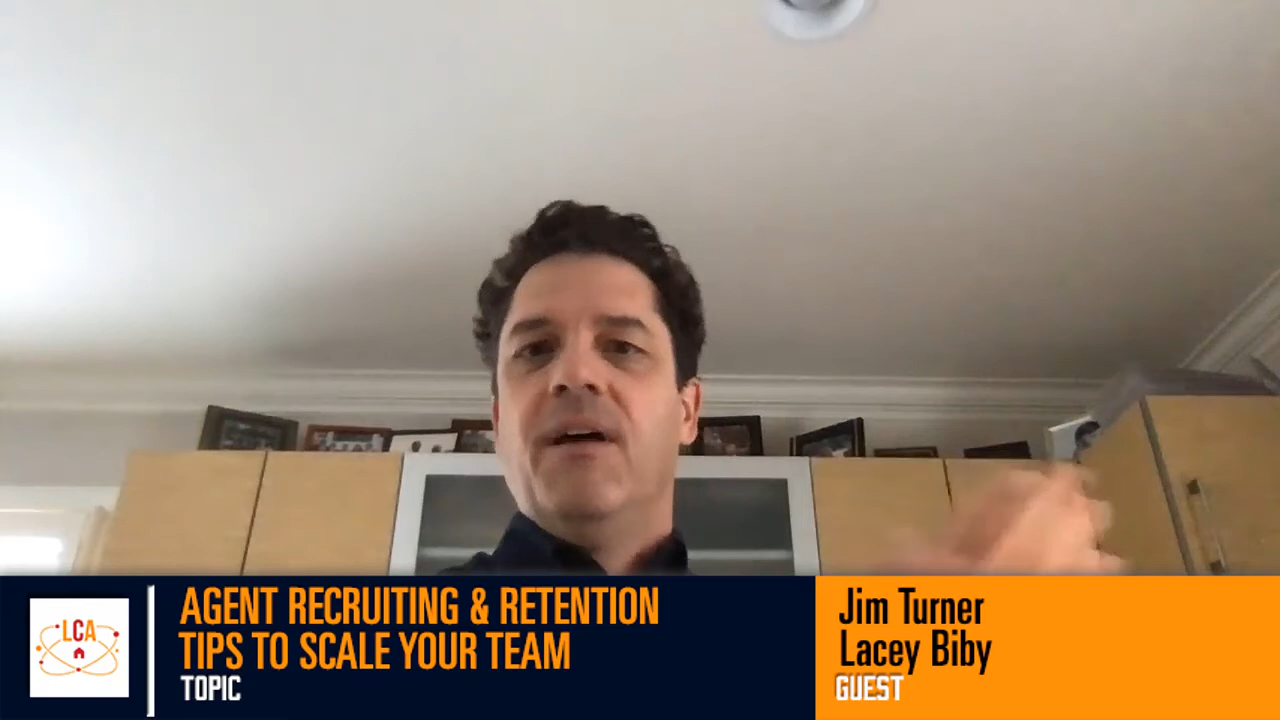 LCA
AGENT RECRUITING & RETENTION
TIPS TO SCALE YOUR TEAM
TOPIC
Jim Turner
Lacey Biby
GUEST